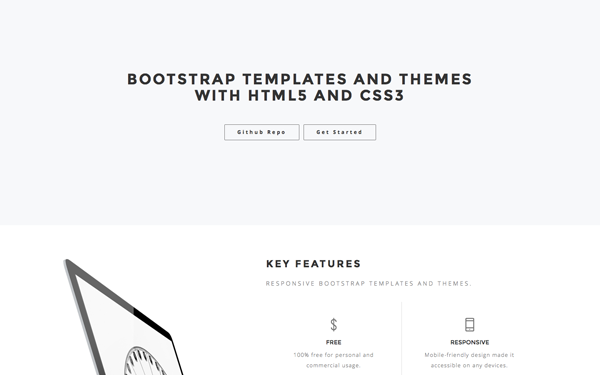 BOOTSTRAP TEMPLATES AND THEMES
WITH HTML5 AND CSS3
Github Repo
Get Started
KEY FEATURES
RESPONSIVE BOOTSTRAP TEMPLATES AND THEMES.
FREE
100% free for personal and
commercial usage.
RESPONSIVE
Mobile-friendly design made it
accessible on any devices.